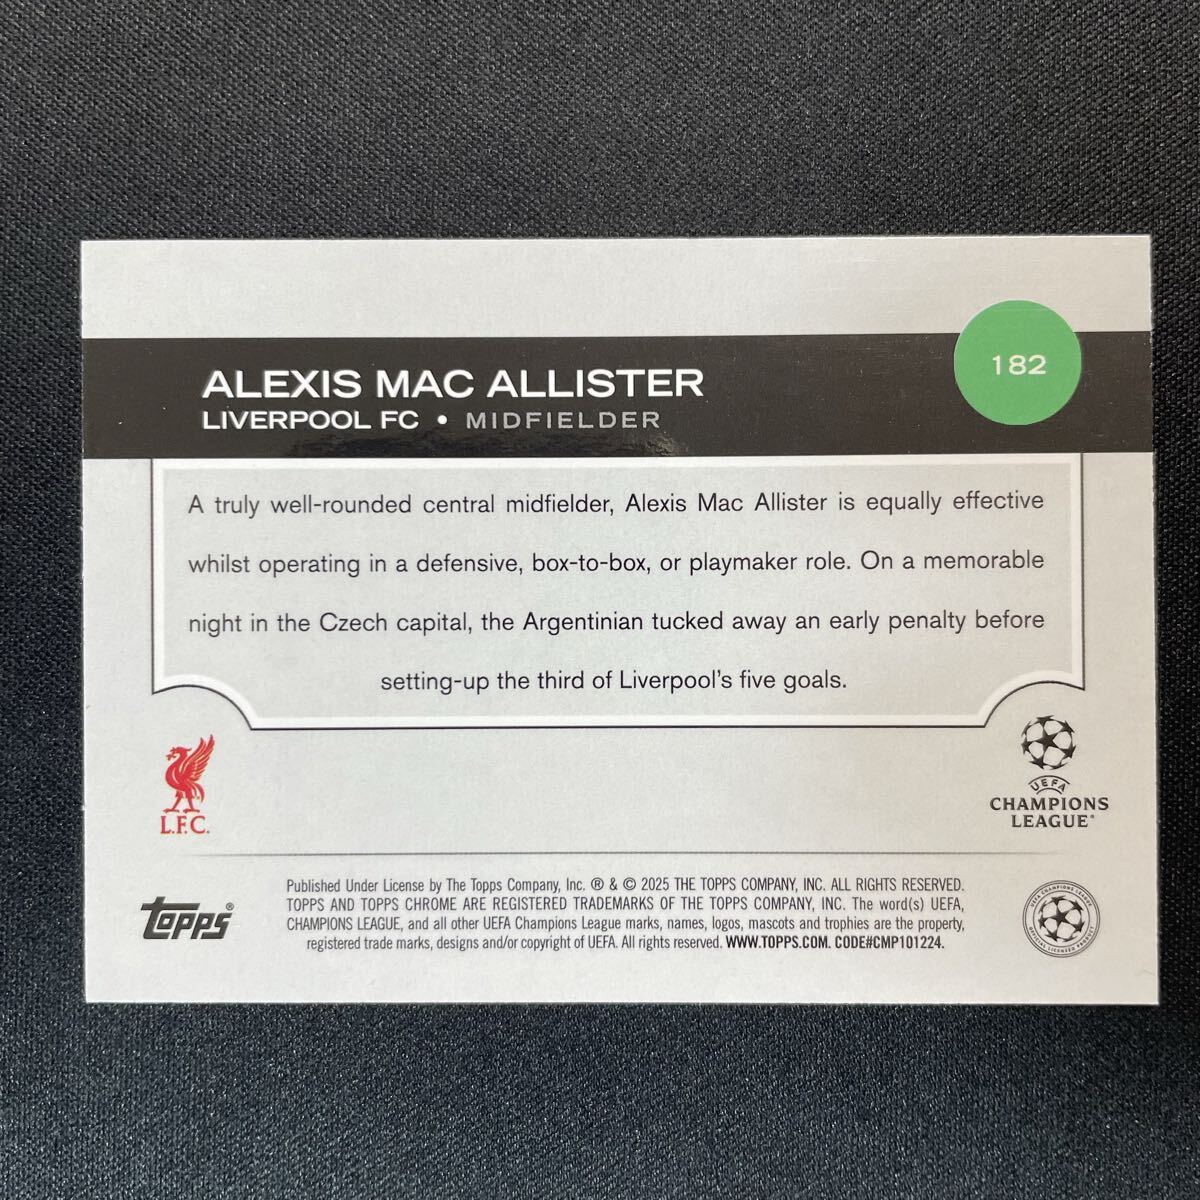 182
ALEXIS MAC ALLISTER
LIVERPOOL FC • MIDFIELDER
A truly well-rounded central midfielder, Alexis Mac Allister is equally effective
whilst operating in a defensive, box-to-box, or playmaker role. On a memorable
night in the Czech capital, the Argentinian tucked away an early penalty before
setting-up the third of Liverpool's five goals.
L.F.C.
UEFA
CHAMPIONS
LEAGUE®
Published Under License by The Topps Company, Inc. ® & © 2025 THE TOPPS COMPANY, INC. ALL RIGHTS RESERVED.
TOPPS AND TOPPS CHROME ARE REGISTERED TRADEMARKS OF THE TOPPS COMPANY, INC. The word(s) UEFA,
CHAMPIONS LEAGUE, and all other UEFA Champions League marks, names, logos, mascots and trophies are the property,
registered trade marks, designs and/or copyright of UEFA. All rights reserved. WWW.TOPPS.COM. CODE#CMP101224.
topps®
UEFA CHAMPIONS LEAGUE
OFFICIAL LICENSED PRODUCT